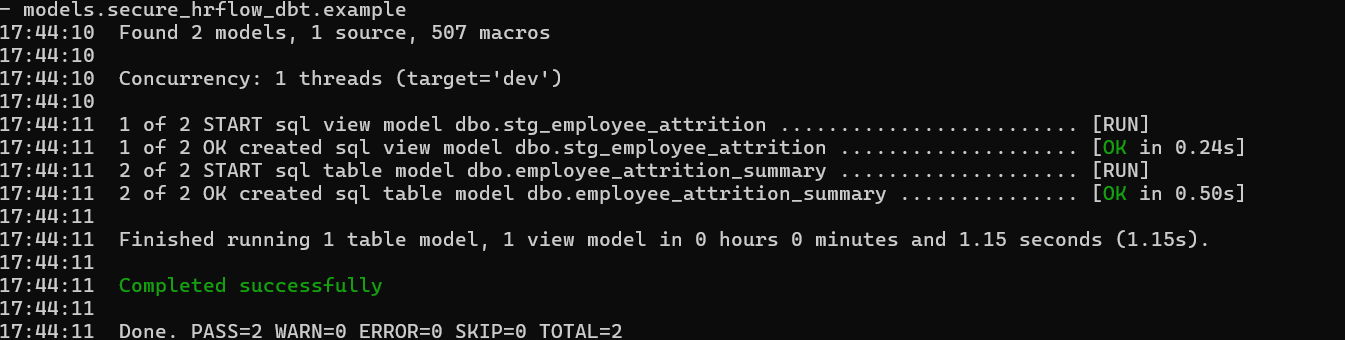 - models.secure_hrflow_dbt.example
17:44:10  Found 2 models, 1 source, 507 macros
17:44:10
17:44:10  Concurrency: 1 threads (target='dev')
17:44:10
17:44:11  1 of 2 START sql view model dbo.stg_employee_attrition ......................... [RUN]
17:44:11  1 of 2 OK created sql view model dbo.stg_employee_attrition .................... [OK in 0.24s]
17:44:11  2 of 2 START sql table model dbo.employee_attrition_summary .................... [RUN]
17:44:11  2 of 2 OK created sql table model dbo.employee_attrition_summary ............... [OK in 0.50s]
17:44:11
17:44:11  Finished running 1 table model, 1 view model in 0 hours 0 minutes and 1.15 seconds (1.15s).
17:44:11
17:44:11  Completed successfully
17:44:11
17:44:11  Done. PASS=2 WARN=0 ERROR=0 SKIP=0 TOTAL=2